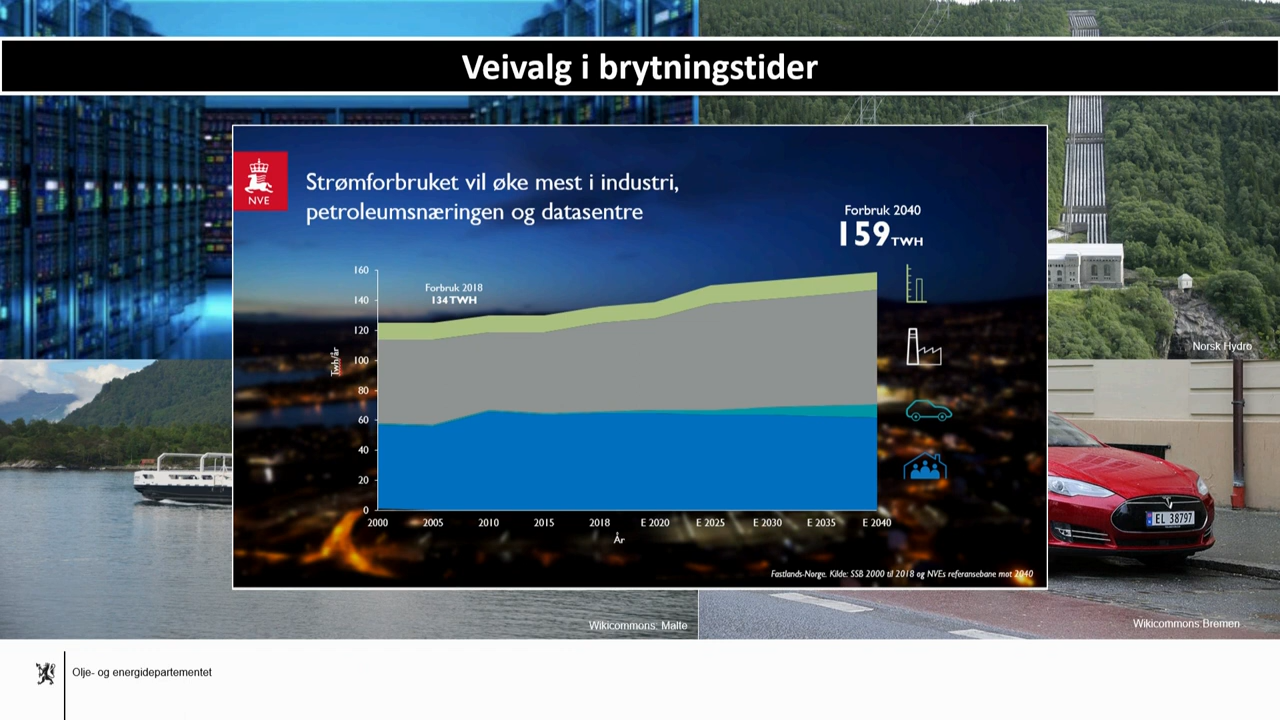 Veivalg i brytningstider
NVE
Strømforbruket vil øke mest i industri,
petroleumsnæringen og datasentre
Forbruk 2040
159 TWH
Forbruk 2018
134 TWH
160
140
120
100
80
60
40
20
0
Twh/år
2000 2005 2010 2015 2018 E 2020 E 2025 E 2030 E 2035 E 2040
År
Fastlands-Norge. Kilde: SSB 2000 til 2018 og NVEs referansebane mot 2040
Norsk Hydro
EL 38797
Wikicommons: Malte
Wikicommons:Bremen
Olje- og energidepartementet